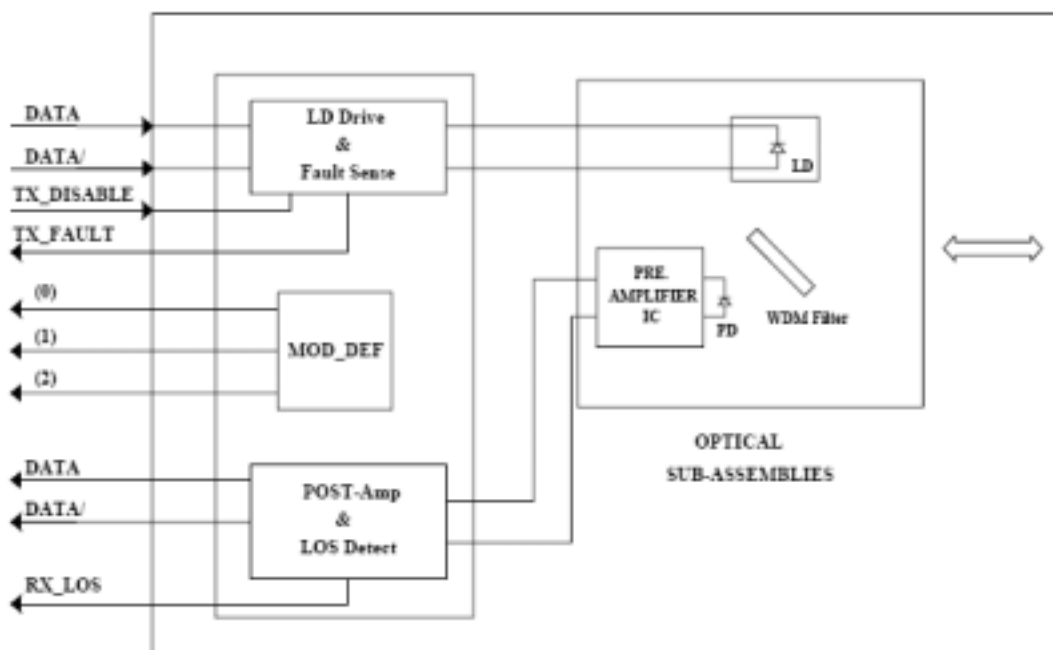 DATA
DATA/
TX_DISABLE
TX_FAULT
(0)
(1)
(2)
DATA
DATA/
RX_LOS
LD Drive
&
Fault Sense
MOD_DEF
POST-Amp
&
LOS Detect
LD
PRE.
AMPLIFIER
IC
PD
WDM Filter
OPTICAL
SUB-ASSEMBLIES